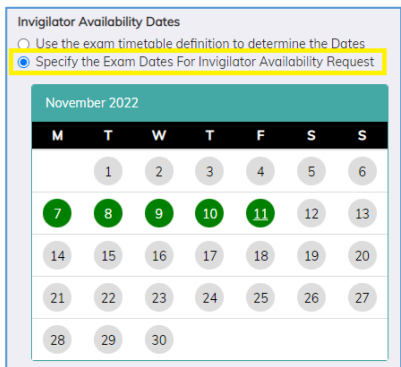 Invigilator Availability Dates
Use the exam timetable definition to determine the Dates
Specify the Exam Dates For Invigilator Availability Request
November 2022
M T W T F S S
1 2 3 4 5 6
7 8 9 10 11 12 13
14 15 16 17 18 19 20
21 22 23 24 25 26 27
28 29 30